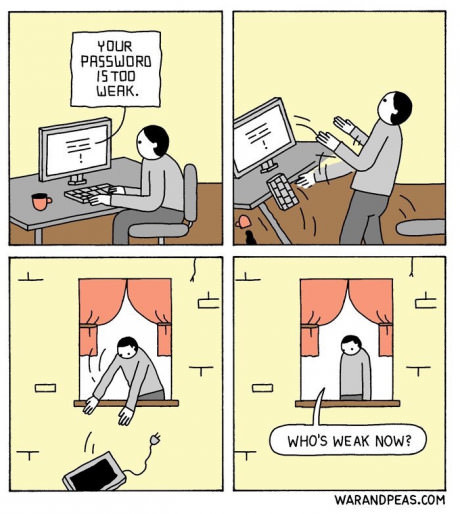 YOUR
PASSWORD
IS TOO
WEAK.
WHO'S WEAK NOW?
WARANDPEAS.COM